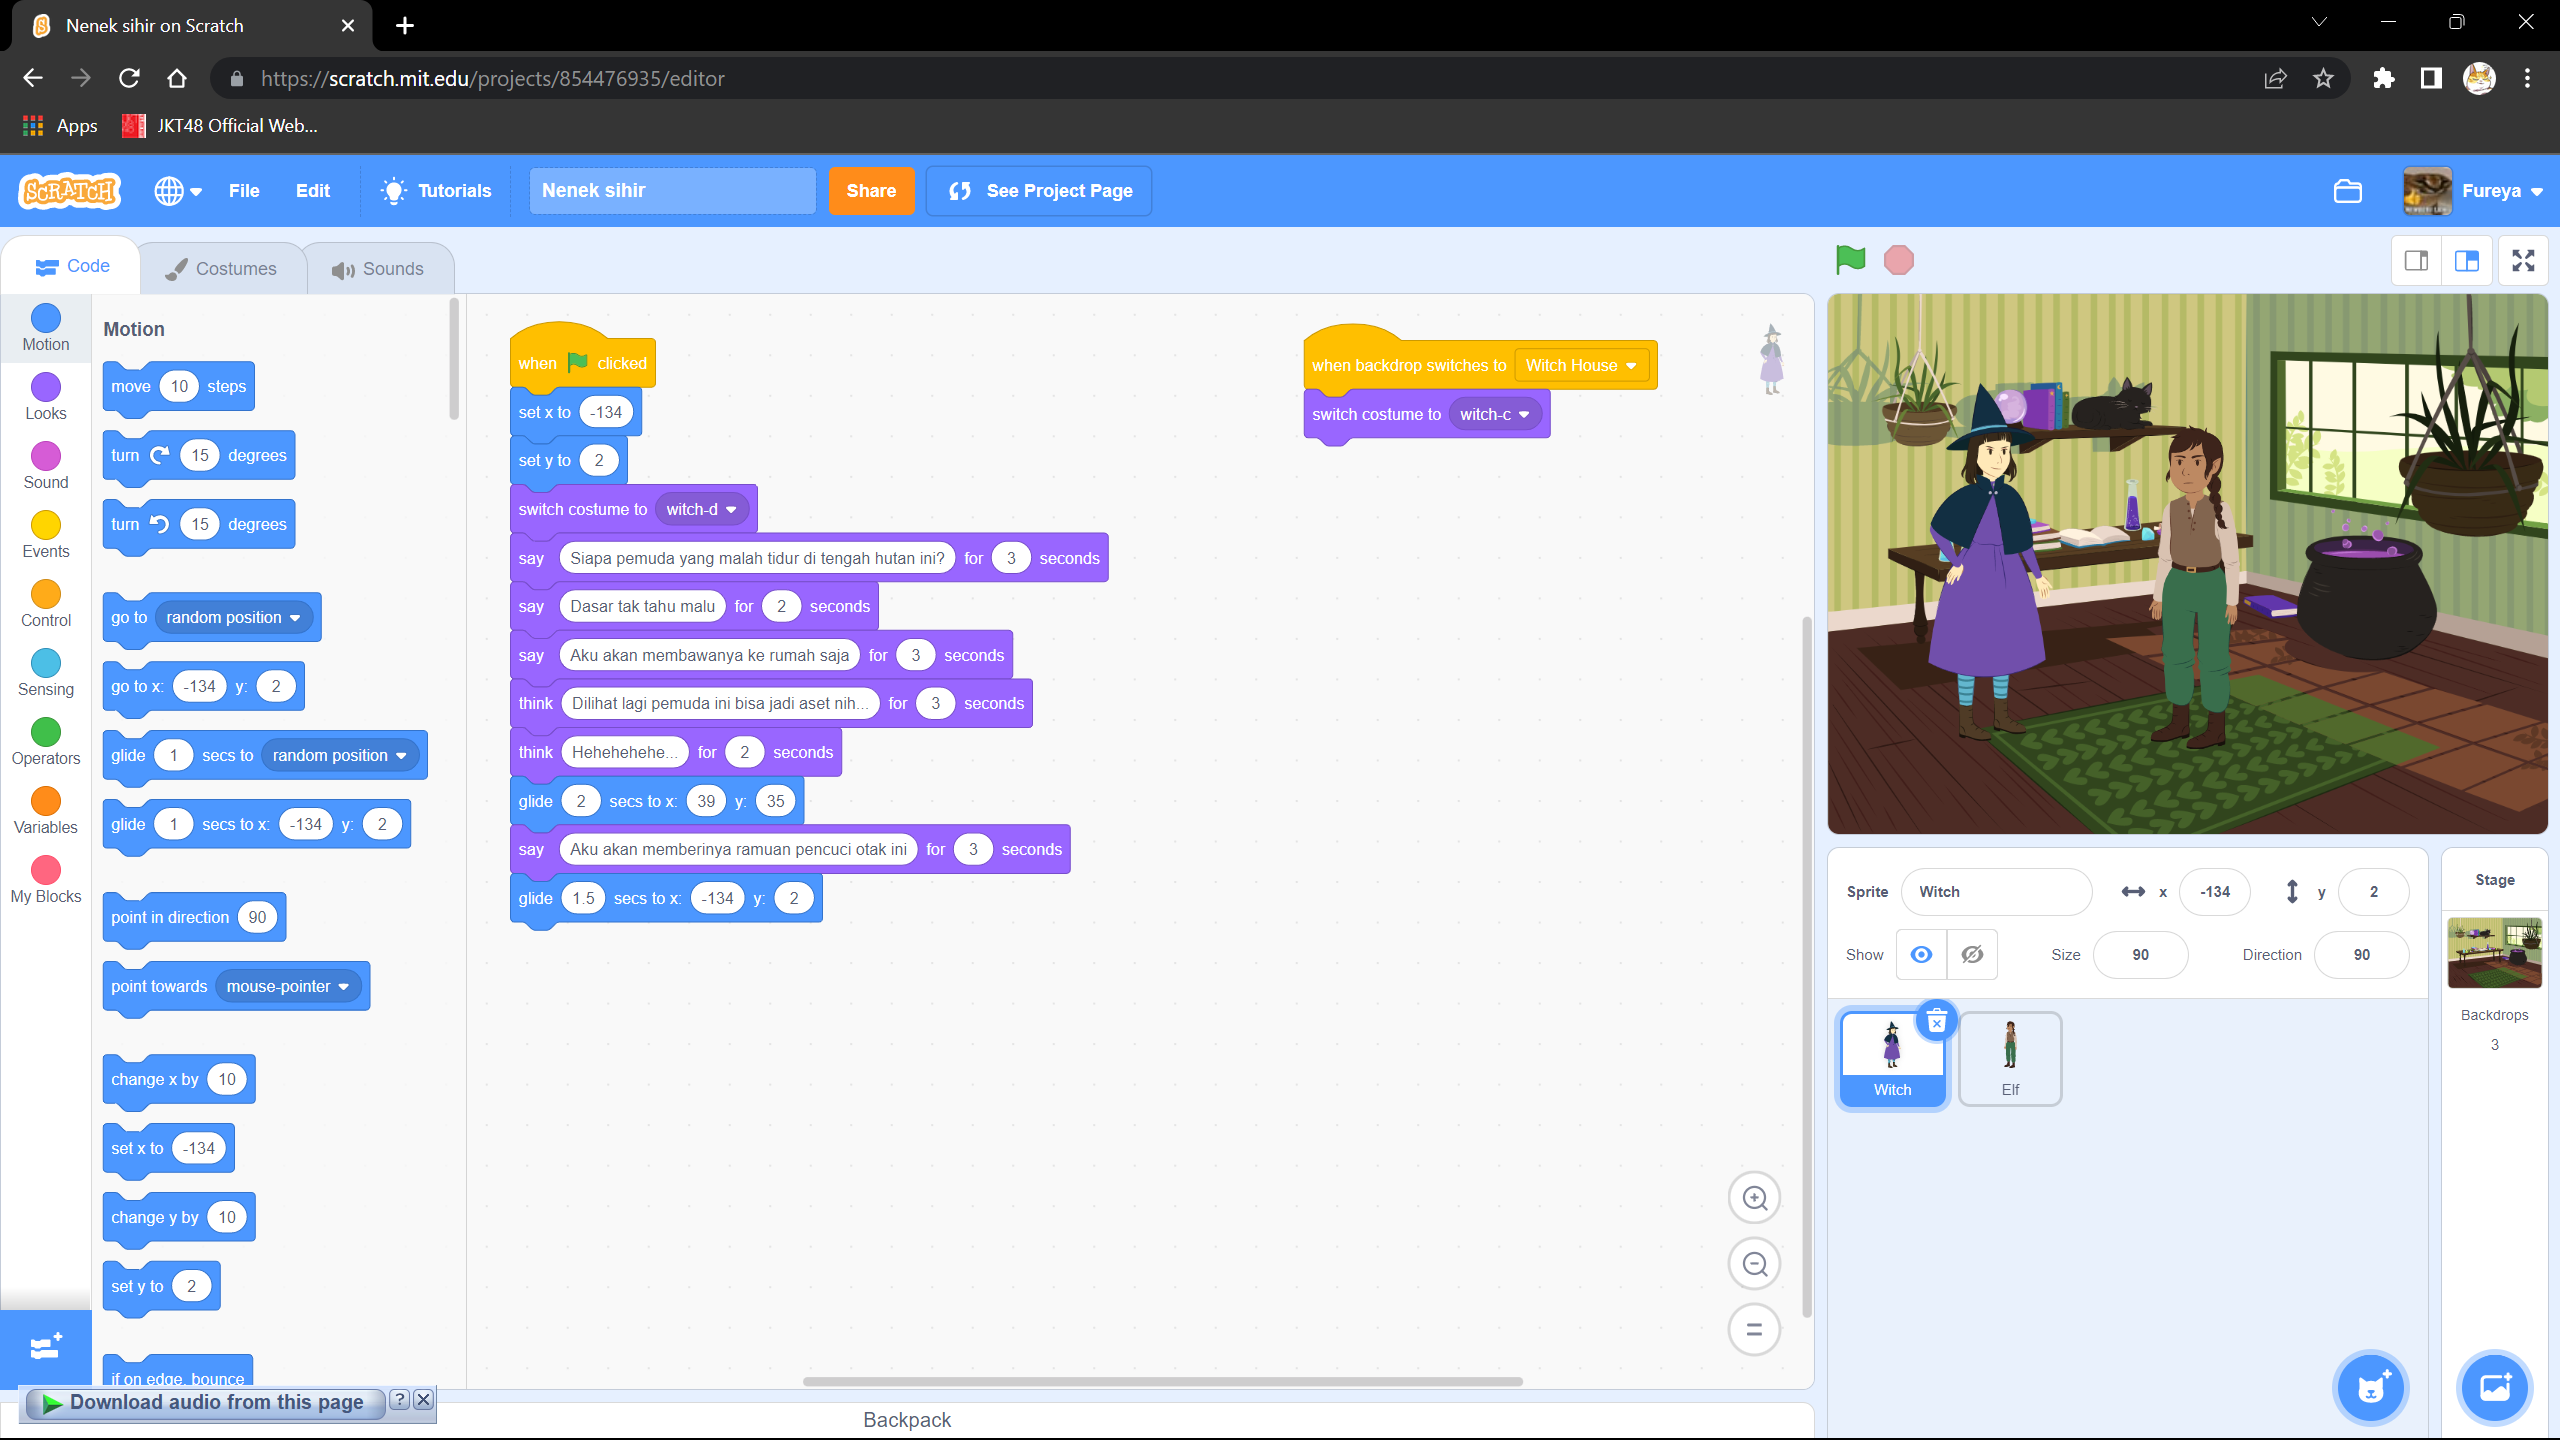 Nenek sihir on Scratch
https://scratch.mit.edu/projects/854476935/editor
Apps
JKT48 Official Web...
SCRATCH
File
Edit
Tutorials
Nenek sihir
Share
See Project Page
Fureya
Code
Costumes
Sounds
Motion
Looks
Sound
Events
Control
Sensing
Operators
Variables
My Blocks
Motion
move 10 steps
turn 15 degrees
turn 15 degrees
go to random position
go to x: -134 y: 2
glide 1 secs to random position
glide 1 secs to x: -134 y: 2
point in direction 90
point towards mouse-pointer
change x by 10
set x to -134
change y by 10
set y to 2
if on edge, bounce
when clicked
set x to -134
set y to 2
switch costume to witch-d
say Siapa pemuda yang malah tidur di tengah hutan ini? for 3 seconds
say Dasar tak tahu malu for 2 seconds
say Aku akan membawanya ke rumah saja for 3 seconds
think Dilihat lagi pemuda ini bisa jadi aset nih... for 3 seconds
think Hehehehehe... for 2 seconds
glide 2 secs to x: 39 y: 35
say Aku akan memberinya ramuan pencuci otak ini for 3 seconds
glide 1.5 secs to x: -134 y: 2
when backdrop switches to Witch House
switch costume to witch-c
Sprite Witch x -134 y 2
Show Size 90 Direction 90
Witch
Elf
Stage
Backdrops
3
Download audio from this page ?
Backpack